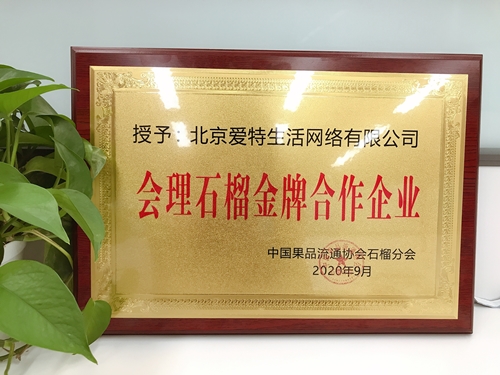 授予：北京爱特生活网络有限公司
会理石榴金牌合作企业
中国果品流通协会石榴分会
2020年9月